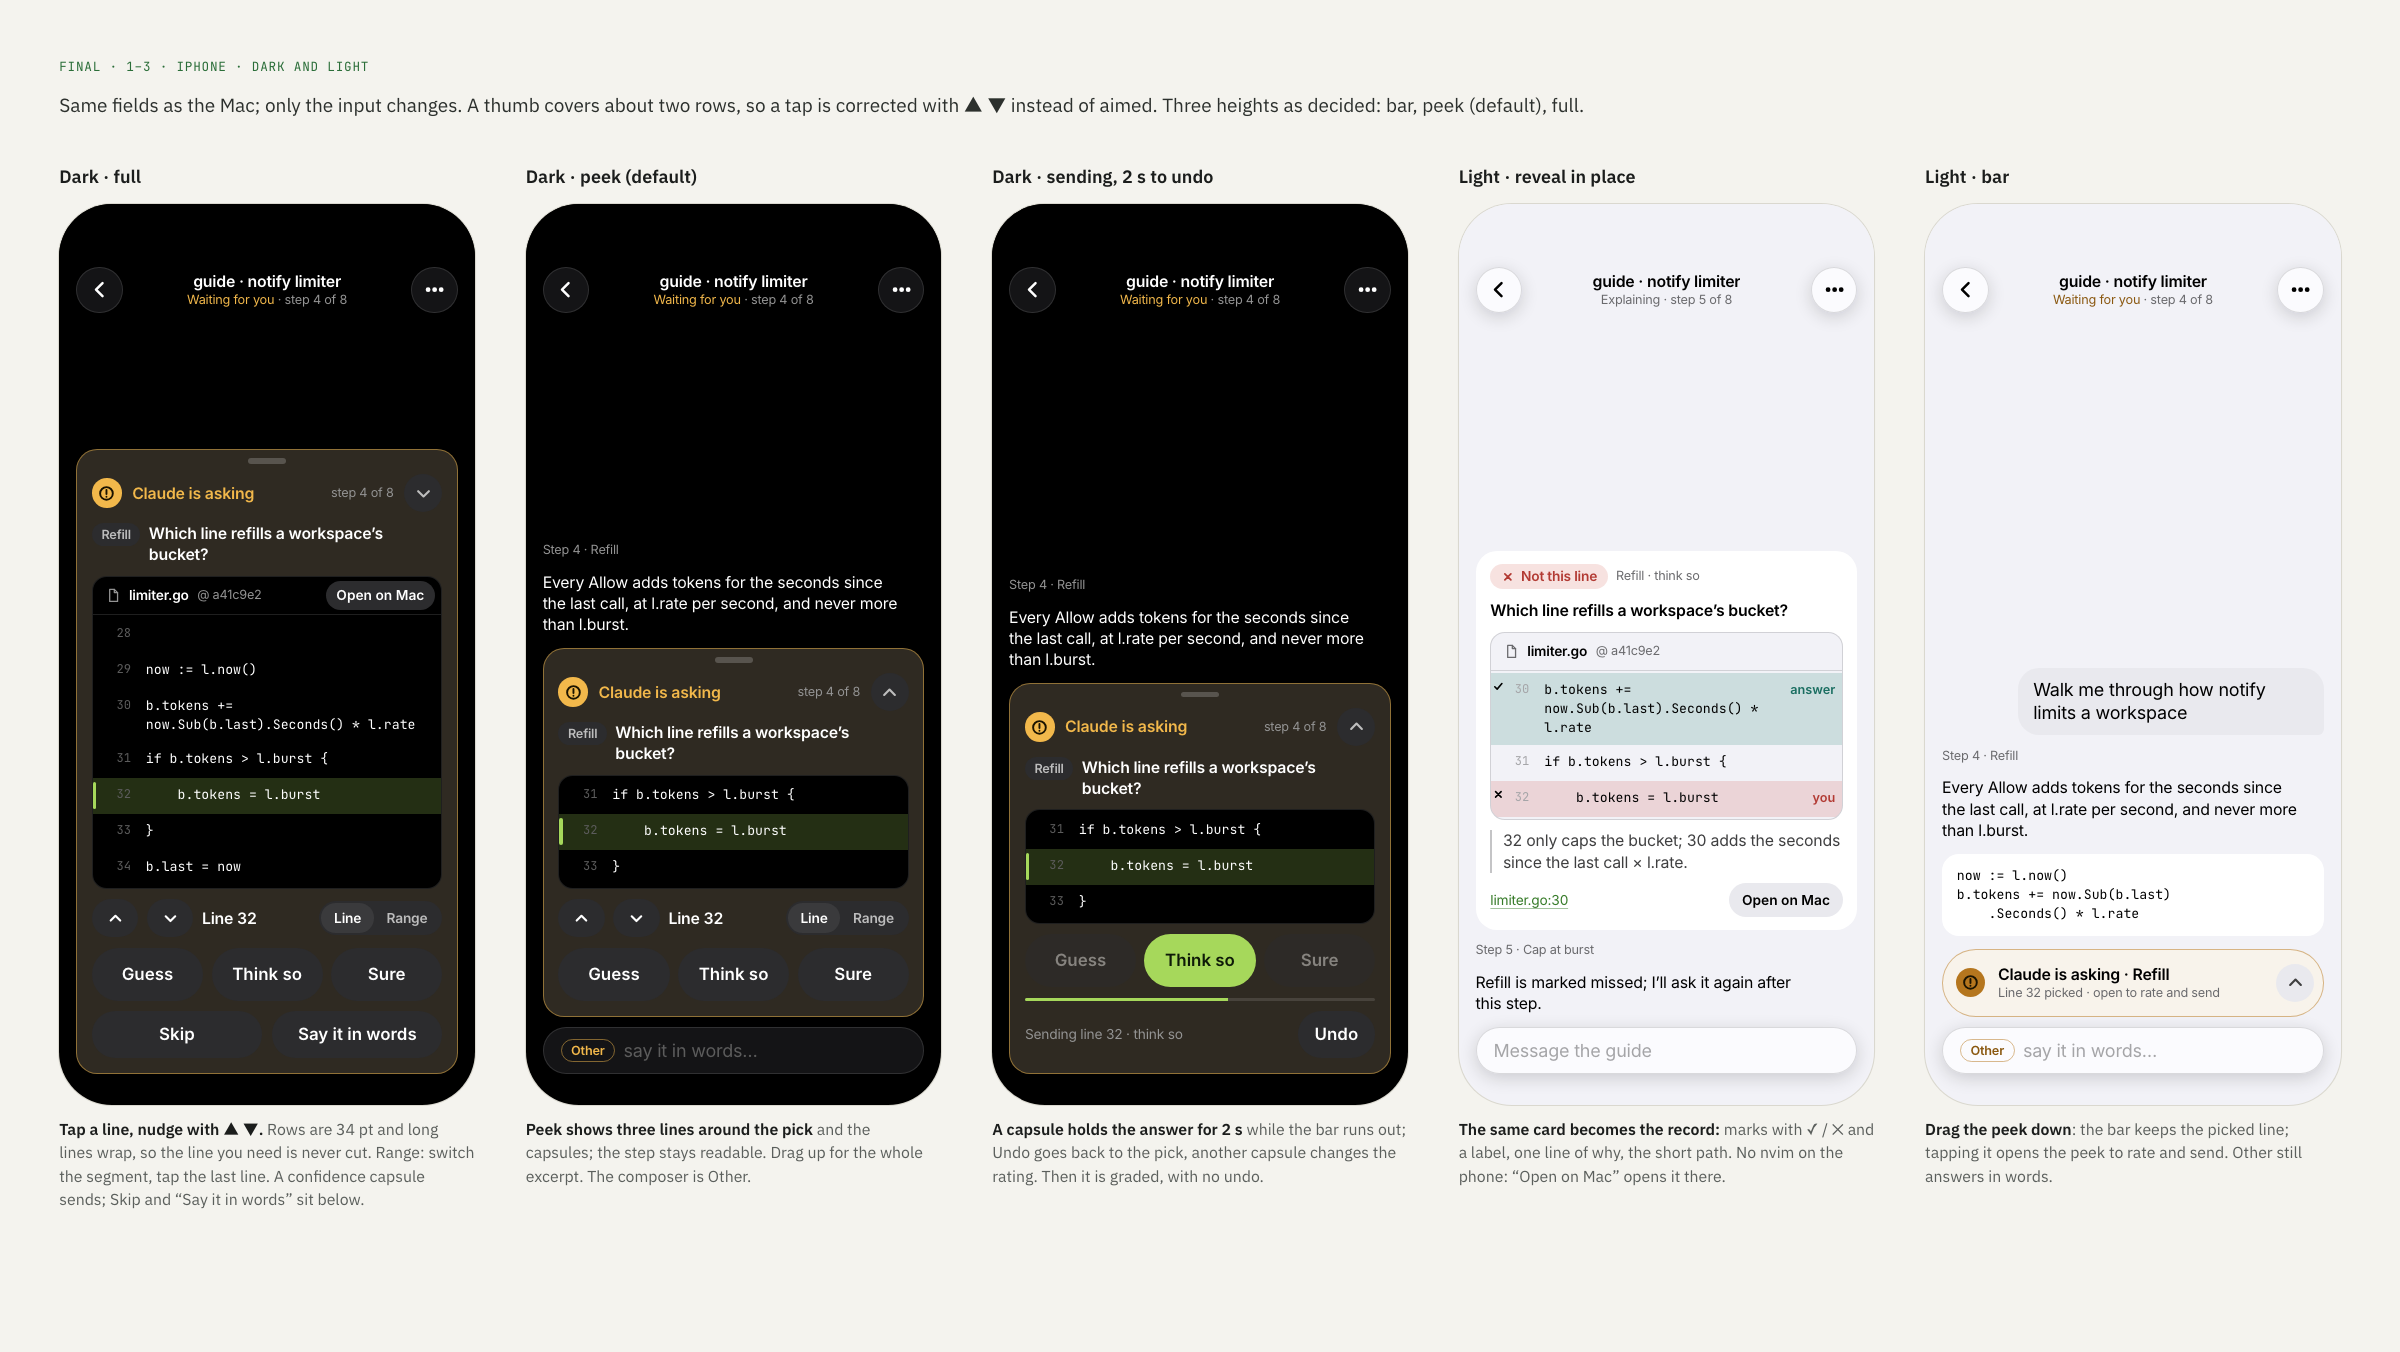 FINAL · 1–3 · IPHONE · DARK AND LIGHT
Same fields as the Mac; only the input changes. A thumb covers about two rows, so a tap is corrected with ▲ ▼ instead of aimed. Three heights as decided: bar, peek (default), full.
Dark · full
guide · notify limiter
Waiting for you · step 4 of 8
Claude is asking
step 4 of 8
Refill
Which line refills a workspace’s
bucket?
limiter.go @ a41c9e2
Open on Mac
28
29 now := l.now()
30 b.tokens +=
now.Sub(b.last).Seconds() * l.rate
31 if b.tokens > l.burst {
32 b.tokens = l.burst
33 }
34 b.last = now
Line 32
Line Range
Guess Think so Sure
Skip Say it in words
Tap a line, nudge with ▲ ▼. Rows are 34 pt and long
lines wrap, so the line you need is never cut. Range: switch
the segment, tap the last line. A confidence capsule
sends; Skip and “Say it in words” sit below.
Dark · peek (default)
guide · notify limiter
Waiting for you · step 4 of 8
Step 4 · Refill
Every Allow adds tokens for the seconds since
the last call, at l.rate per second, and never more
than l.burst.
Claude is asking
step 4 of 8
Refill
Which line refills a workspace’s
bucket?
31 if b.tokens > l.burst {
32 b.tokens = l.burst
33 }
Line 32
Line Range
Guess Think so Sure
Other say it in words…
Peek shows three lines around the pick and the
capsules; the step stays readable. Drag up for the whole
excerpt. The composer is Other.
Dark · sending, 2 s to undo
guide · notify limiter
Waiting for you · step 4 of 8
Step 4 · Refill
Every Allow adds tokens for the seconds since
the last call, at l.rate per second, and never more
than l.burst.
Claude is asking
step 4 of 8
Refill
Which line refills a workspace’s
bucket?
31 if b.tokens > l.burst {
32 b.tokens = l.burst
33 }
Guess Think so Sure
Sending line 32 · think so
Undo
A capsule holds the answer for 2 s while the bar runs out;
Undo goes back to the pick, another capsule changes the
rating. Then it is graded, with no undo.
Light · reveal in place
guide · notify limiter
Explaining · step 5 of 8
✕ Not this line
Refill · think so
Which line refills a workspace’s bucket?
limiter.go @ a41c9e2
✓ 30 b.tokens += answer
now.Sub(b.last).Seconds() *
l.rate
31 if b.tokens > l.burst {
✕ 32 b.tokens = l.burst you
32 only caps the bucket; 30 adds the seconds
since the last call × l.rate.
limiter.go:30
Open on Mac
Step 5 · Cap at burst
Refill is marked missed; I’ll ask it again after
this step.
Message the guide
The same card becomes the record: marks with ✓ / ✕ and
a label, one line of why, the short path. No nvim on the
phone: “Open on Mac” opens it there.
Light · bar
guide · notify limiter
Waiting for you · step 4 of 8
Walk me through how notify
limits a workspace
Step 4 · Refill
Every Allow adds tokens for the seconds since
the last call, at l.rate per second, and never more
than l.burst.
now := l.now()
b.tokens += now.Sub(b.last)
.Seconds() * l.rate
Claude is asking · Refill
Line 32 picked · open to rate and send
Other say it in words…
Drag the peek down: the bar keeps the picked line;
tapping it opens the peek to rate and send. Other still
answers in words.